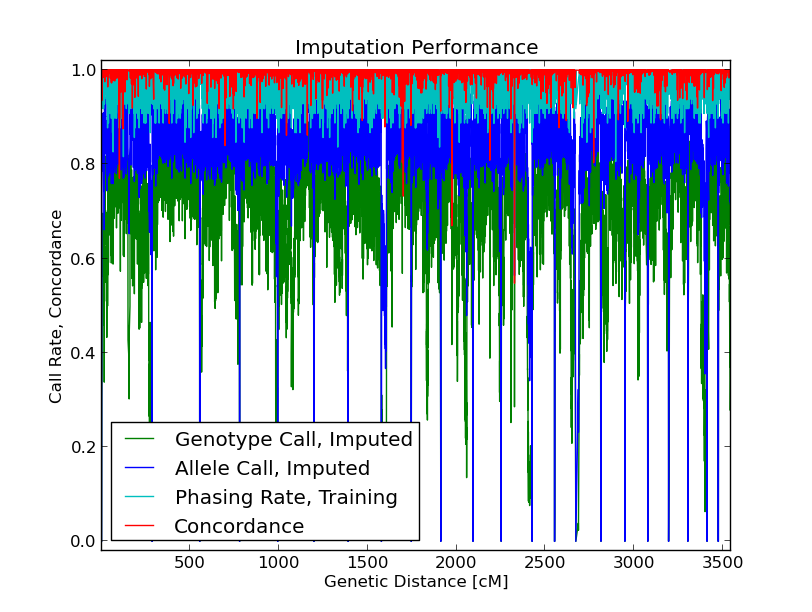 Imputation Performance
1.0
0.8
0.6
0.4
0.2
0.0
Call Rate, Concordance
Genotype Call, Imputed
Allele Call, Imputed
Phasing Rate, Training
Concordance
500 1000 1500 2000 2500 3000 3500
Genetic Distance [cM]